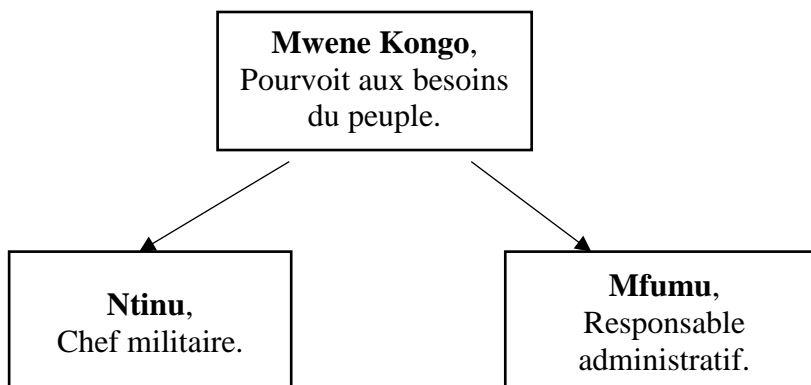 Mwene Kongo,
Pourvoit aux besoins
du peuple.
Ntinu,
Chef militaire.
Mfumu,
Responsable
administratif.